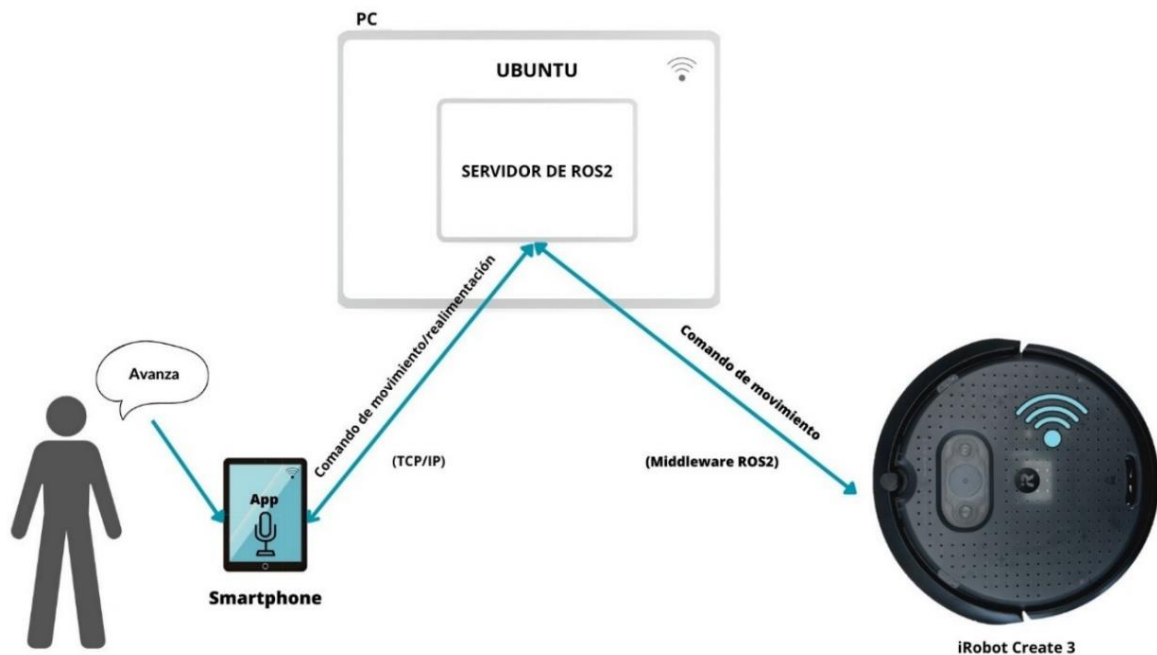 PC
UBUNTU
SERVIDOR DE ROS2
Avanza
Comando de movimiento/realimentación
(TCP/IP)
Comando de movimiento
(Middleware ROS2)
App
Smartphone
iRobot Create 3